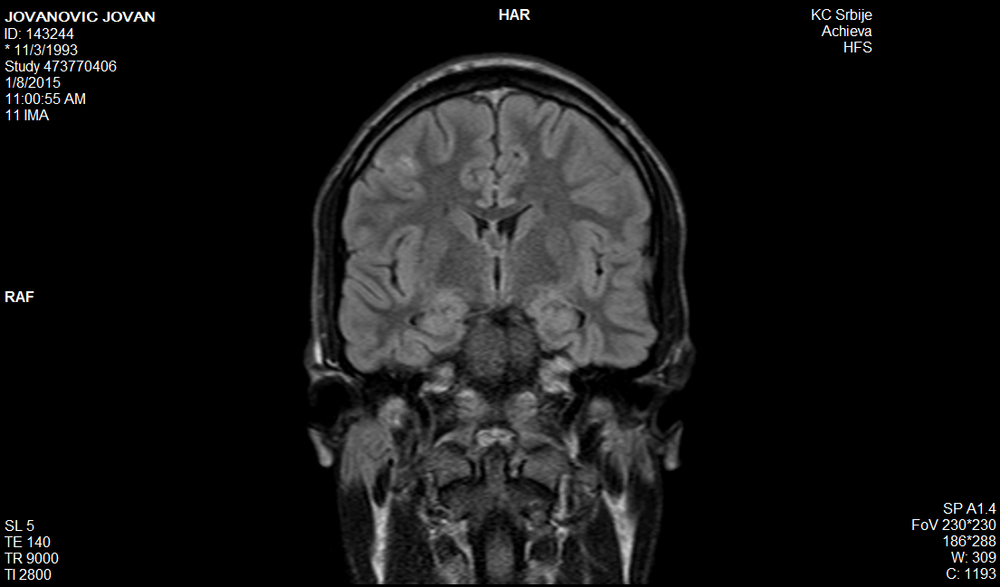 JOVANOVIC JOVAN
ID: 143244
* 11/3/1993
Study 473770406
1/8/2015
11:00:55 AM
11 IMA
HAR
KC Srbije
Achieva
HFS
RAF
SL 5
TE 140
TR 9000
TI 2800
SP A1.4
FoV 230*230
186*288
W: 309
C: 1193